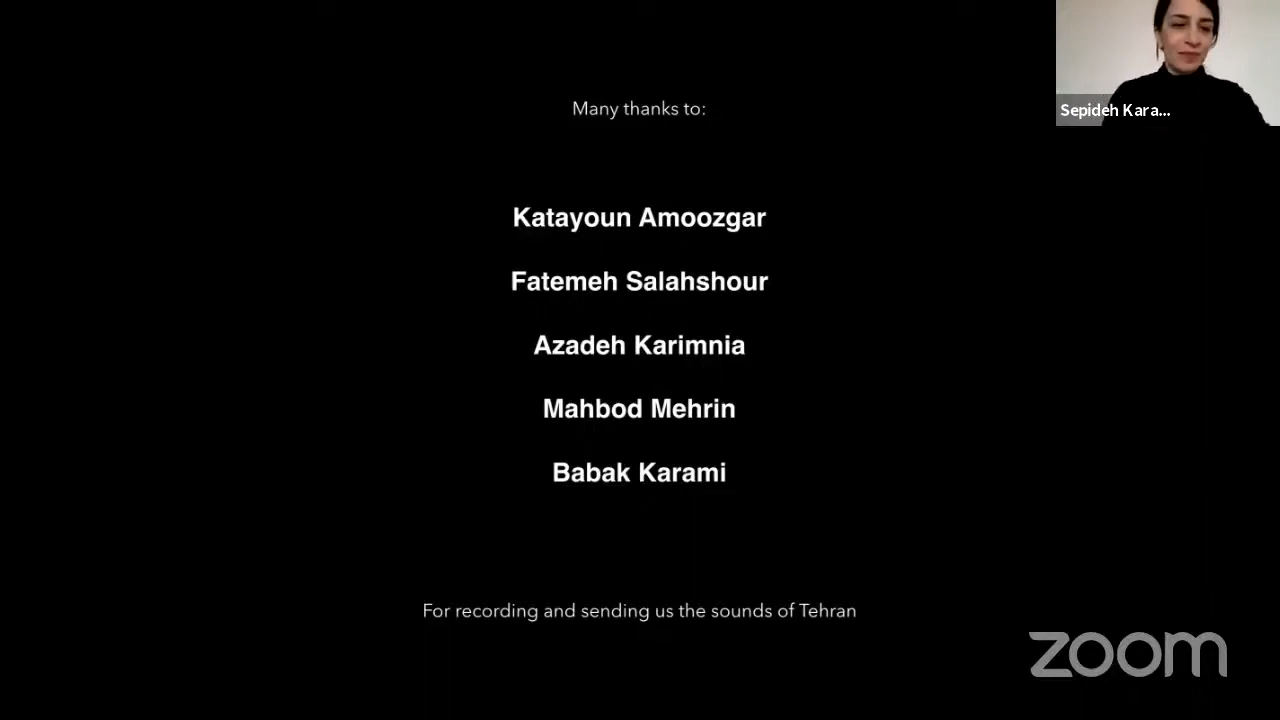 Many thanks to:
Sepideh Kara...
Katayoun Amoozgar
Fatemeh Salahshour
Azadeh Karimnia
Mahbod Mehrin
Babak Karami
For recording and sending us the sounds of Tehran
zoom